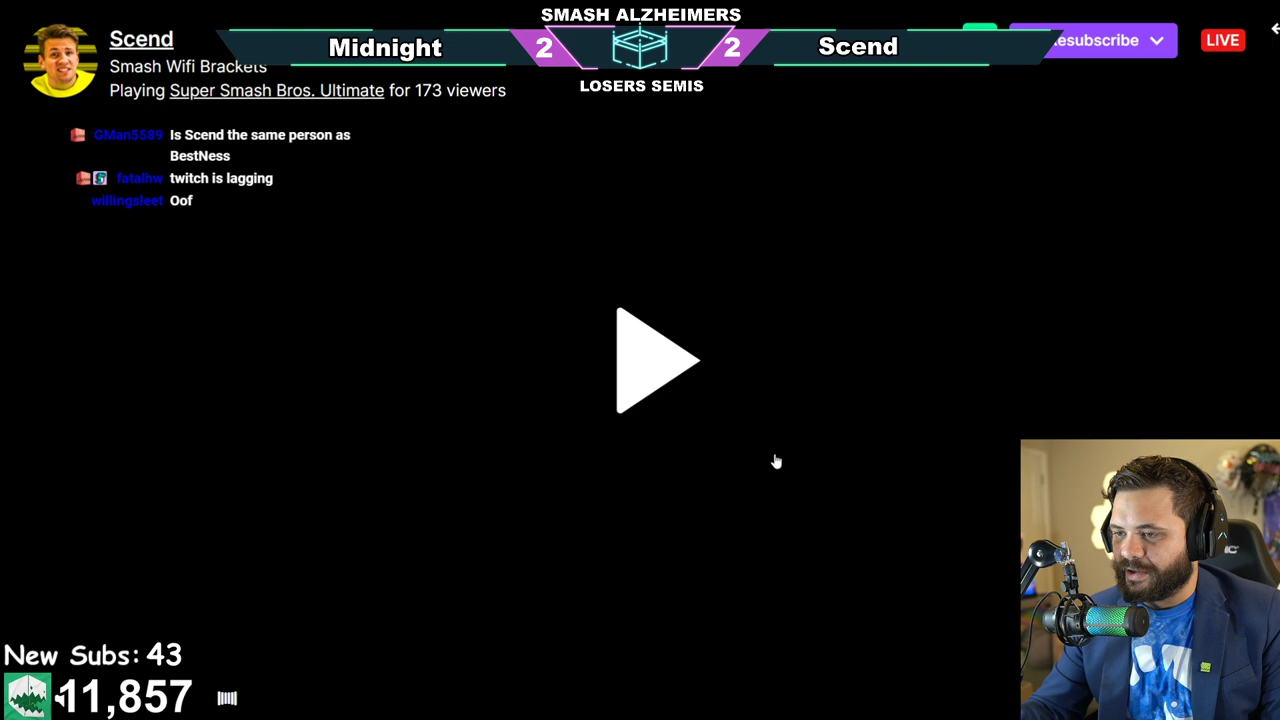 SMASH ALZHEIMERS
Midnight 2 2 Scend
LOSERS SEMIS
Scend
Smash Wifi Brackets
Playing Super Smash Bros. Ultimate for 173 viewers
esubscribe
LIVE
GMan5589 Is Scend the same person as
BestNess
fatalhw twitch is lagging
willingsleet Oof
New Subs: 43
11,857